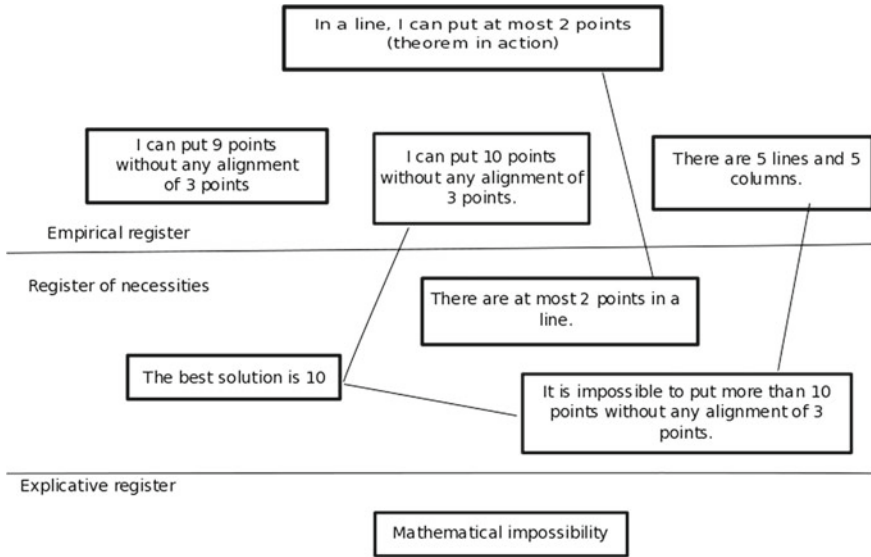 In a line, I can put at most 2 points
(theorem in action)
I can put 9 points
without any alignment
of 3 points
I can put 10 points
without any alignment of
3 points.
There are 5 lines and 5
columns.
Empirical register
Register of necessities
There are at most 2 points in a
line.
The best solution is 10
It is impossible to put more than 10
points without any alignment of 3
points.
Explicative register
Mathematical impossibility